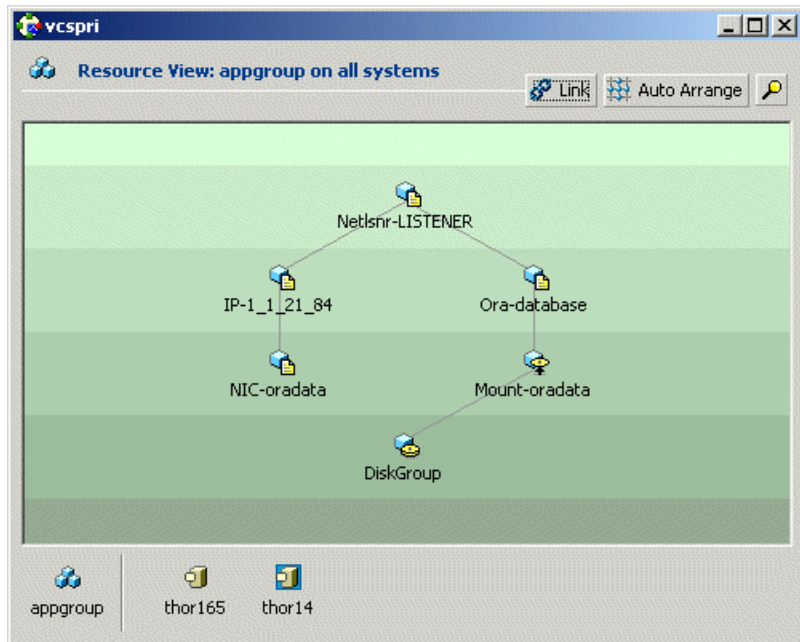 vcspri
Resource View: appgroup on all systems
Link
Auto Arrange
Netlsnr-LISTENER
IP-1_1_21_84
Ora-database
NIC-oradata
Mount-oradata
DiskGroup
appgroup
thor165
thor14